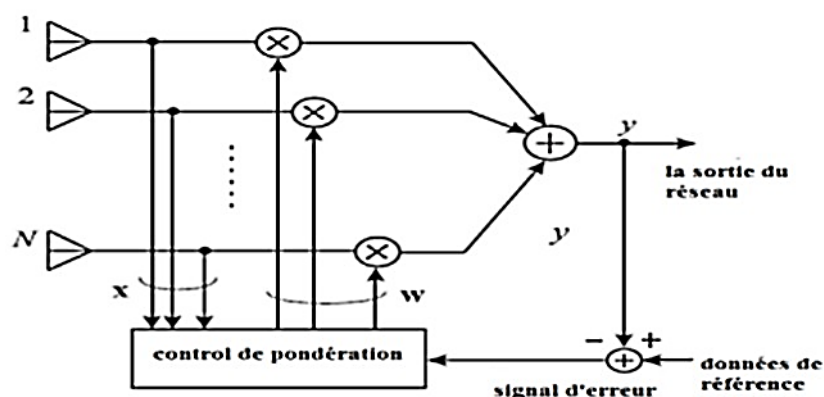 1
2
N
x
w
y
la sortie du
réseau
y
− +
control de pondération
signal d'erreur
données de
référence